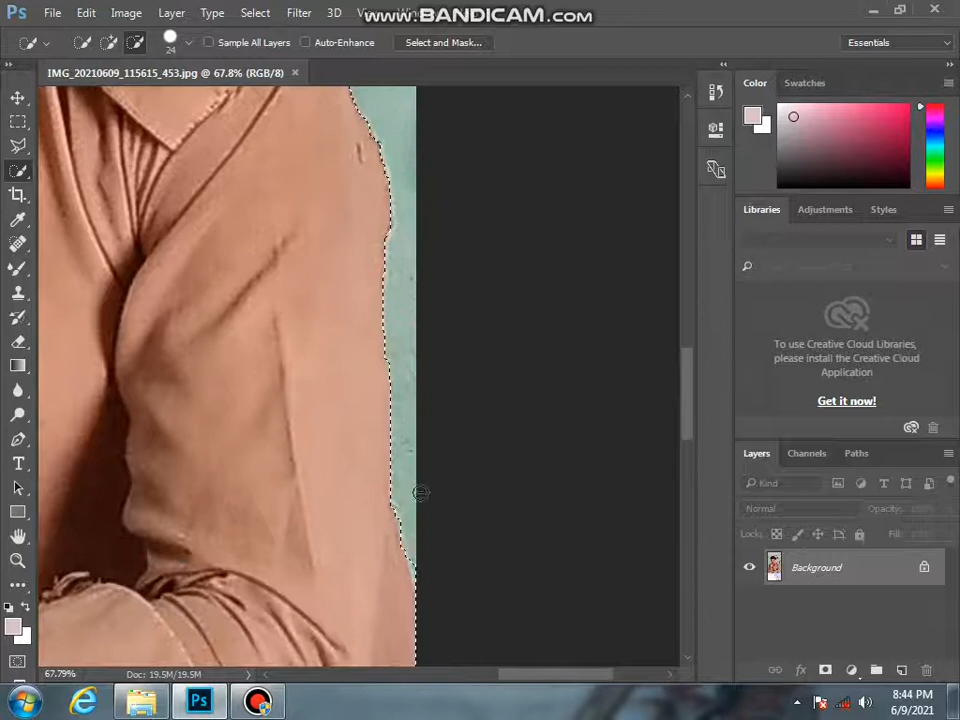 Ps File Edit Image Layer Type Select Filter 3D
www.BANDICAM.com
24 Sample All Layers Auto-Enhance Select and Mask... Essentials
IMG_20210609_115615_453.jpg @ 67.8% (RGB/8)
Color Swatches
Libraries Adjustments Styles
To use Creative Cloud Libraries,
please install the Creative Cloud
Application
Get it now!
Layers Channels Paths
Kind
Normal Opacity:
Lock: Fill:
Background
67.79% Doc: 19.5M/19.5M
Ps
8:44 PM
6/9/2021